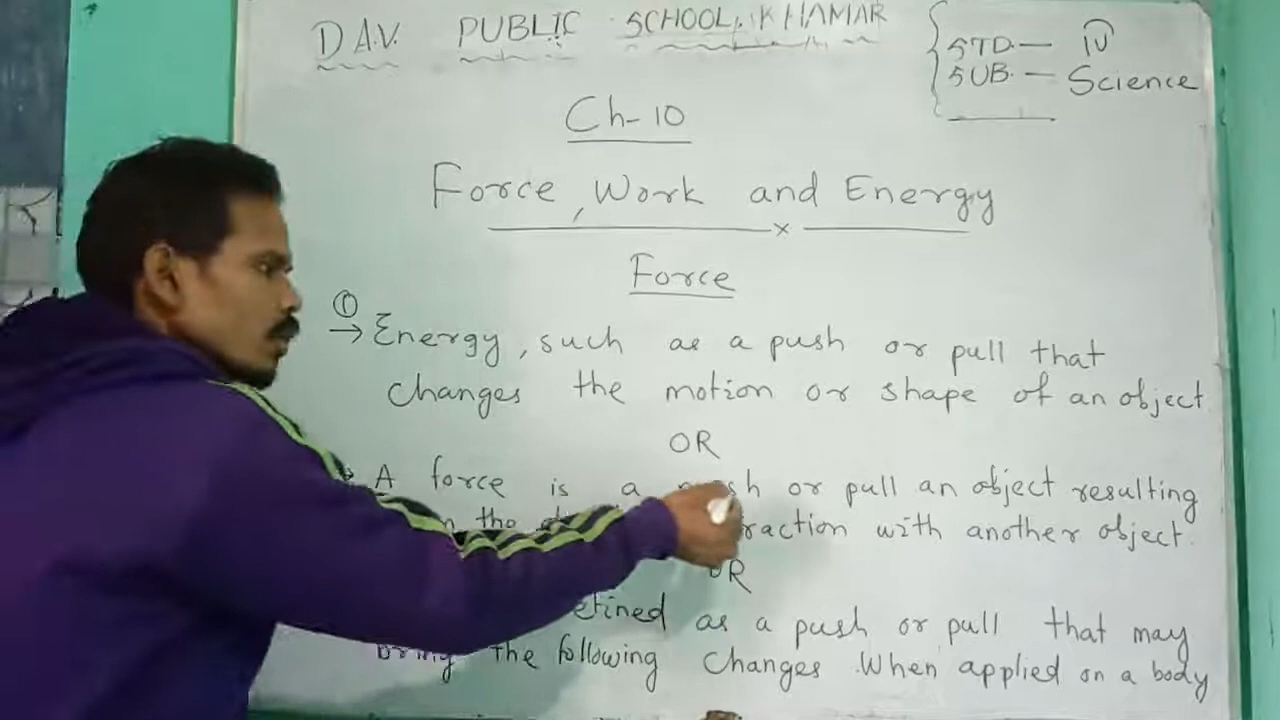 D.A.V. PUBLIC SCHOOL, KHAMAR
STD.— IV
SUB.— Science
Ch-10
Force, Work and Energy
Force
① → Energy, such as a push or pull that
changes the motion or shape of an object
OR
A force is a push or pull an object resulting
the raction with another object.
OR
efined as a push or pull that may
bring the following changes. When applied on a body